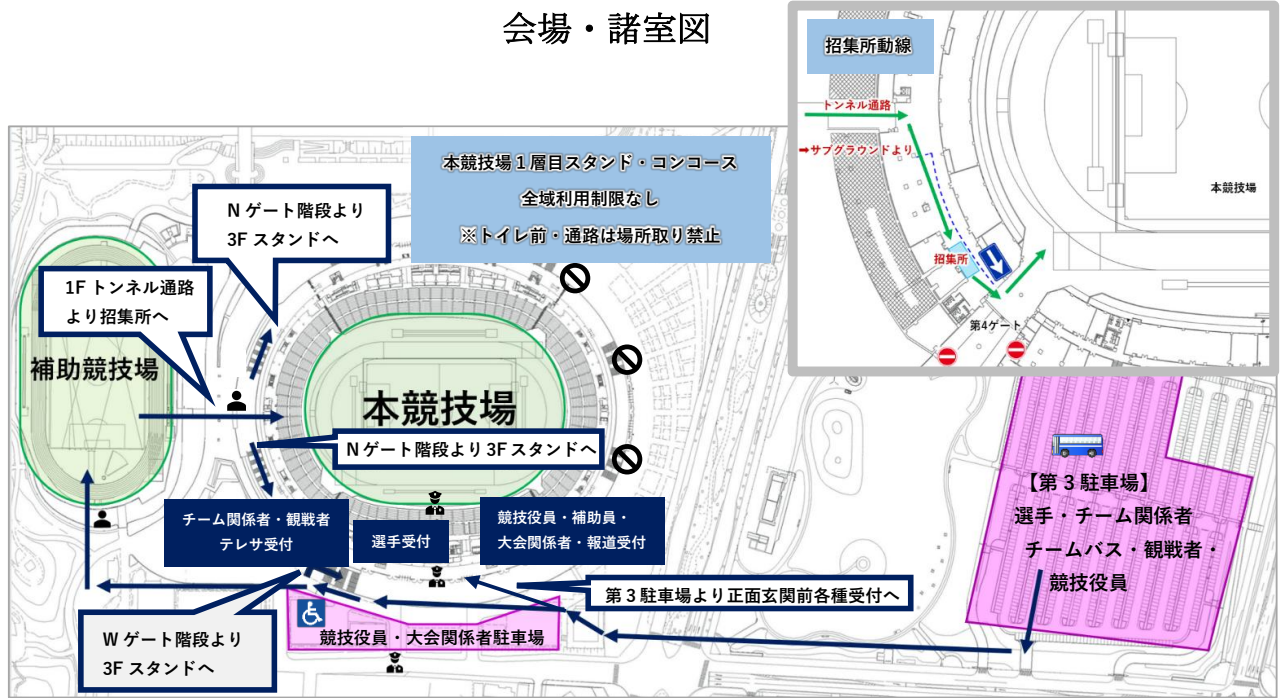 会場・諸室図
招集所動線
トンネル通路
➡サブグラウンドより
招集所
第4ゲート
本競技場
本競技場１層目スタンド・コンコース
全域利用制限なし
※トイレ前・通路は場所取り禁止
N ゲート階段より
3F スタンドへ
1F トンネル通路
より招集所へ
補助競技場
本競技場
N ゲート階段より 3F スタンドへ
チーム関係者・観戦者
テレサ受付
選手受付
競技役員・補助員・
大会関係者・報道受付
第３駐車場より正面玄関前各種受付へ
競技役員・大会関係者駐車場
W ゲート階段より
3F スタンドへ
【第３駐車場】
選手・チーム関係者
チームバス・観戦者・
競技役員